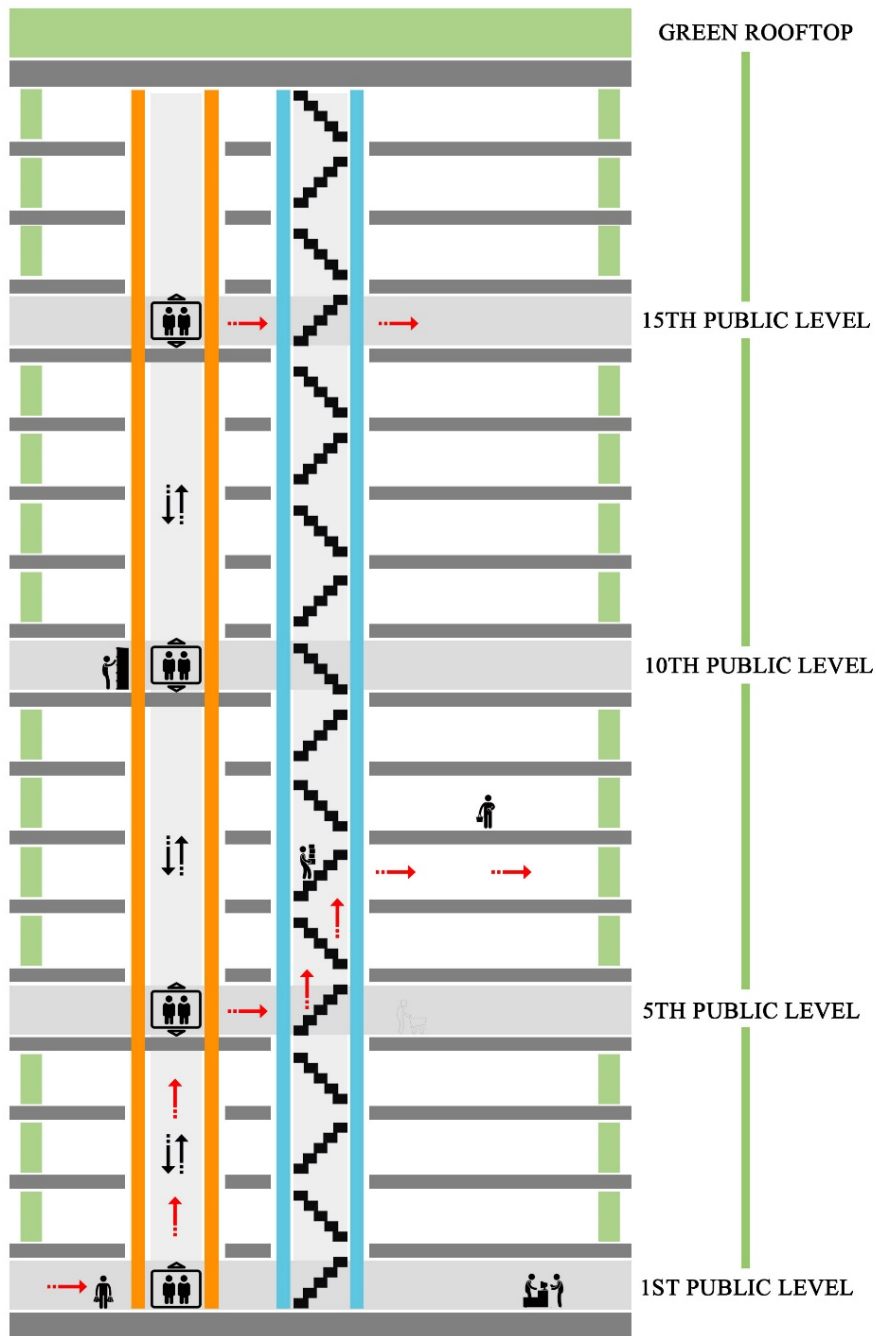 GREEN ROOFTOP
15TH PUBLIC LEVEL
10TH PUBLIC LEVEL
5TH PUBLIC LEVEL
1ST PUBLIC LEVEL